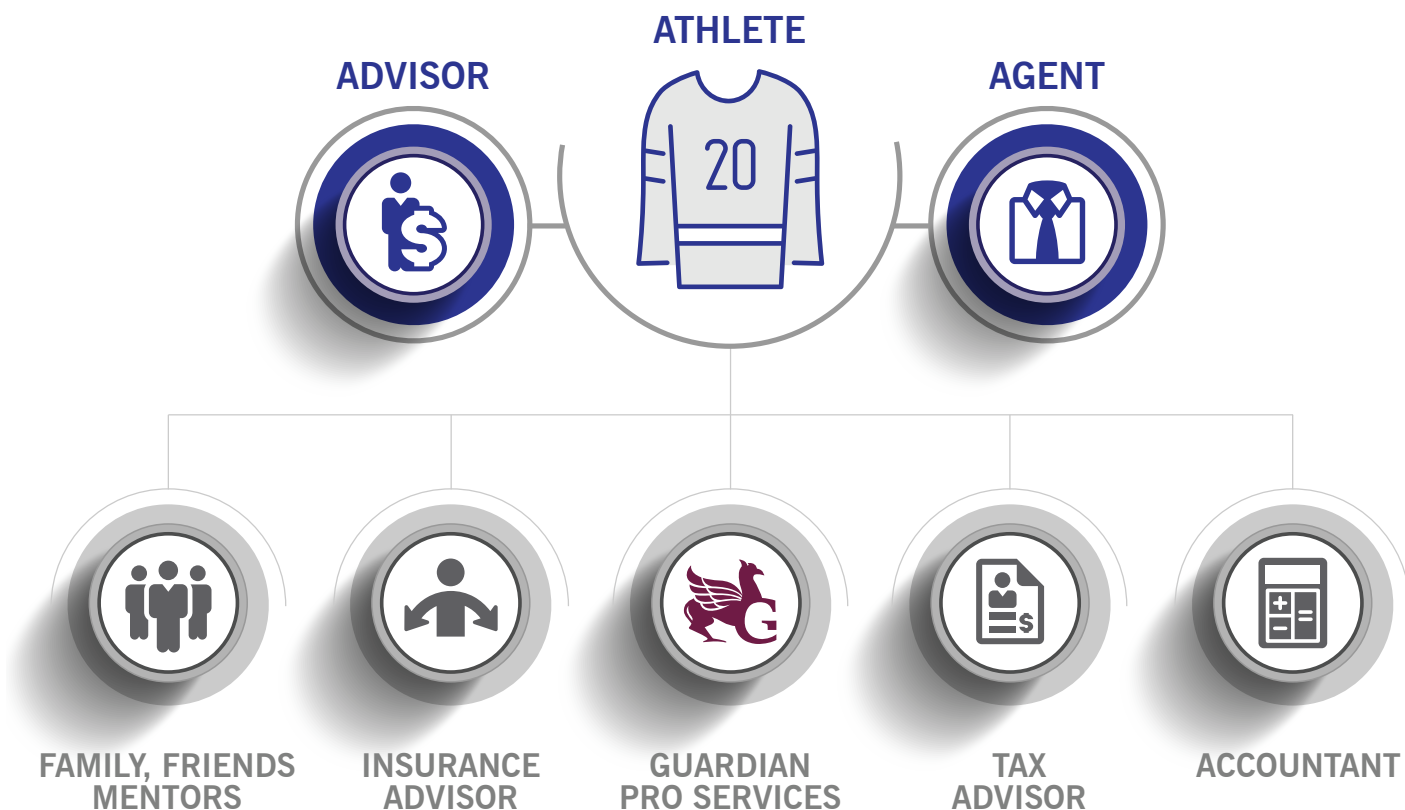 ATHLETE
ADVISOR
AGENT
20
$
G
$
FAMILY, FRIENDS
MENTORS
INSURANCE
ADVISOR
GUARDIAN
PRO SERVICES
TAX
ADVISOR
ACCOUNTANT